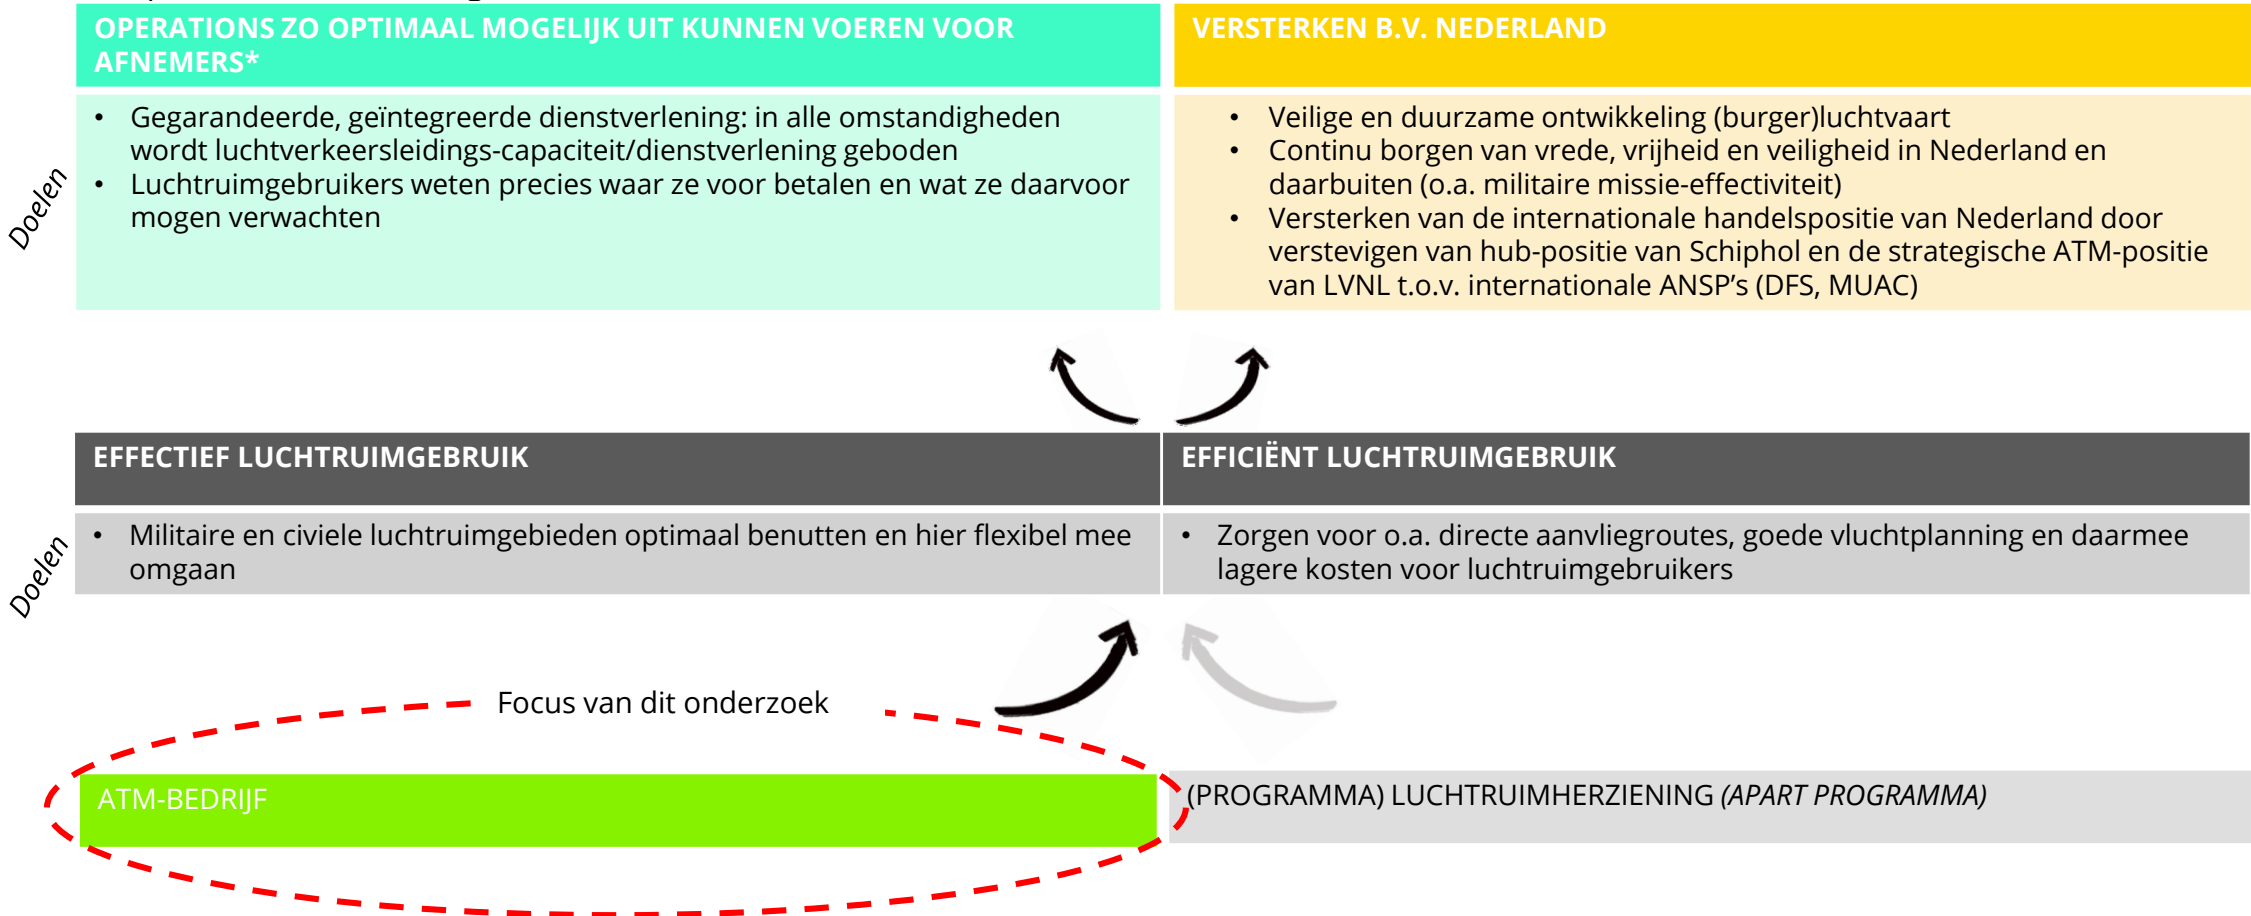 OPERATIONS ZO OPTIMAAL MOGELIJK UIT KUNNEN VOEREN VOOR
AFNEMERS*
VERSTERKEN B.V. NEDERLAND
Doelen
• Gegarandeerde, geïntegreerde dienstverlening: in alle omstandigheden
wordt luchtverkeersleidings-capaciteit/dienstverlening geboden
• Luchtruimgebruikers weten precies waar ze voor betalen en wat ze daarvoor
mogen verwachten
• Veilige en duurzame ontwikkeling (burger)luchtvaart
• Continu borgen van vrede, vrijheid en veiligheid in Nederland en
daarbuiten (o.a. militaire missie-effectiviteit)
• Versterken van de internationale handelspositie van Nederland door
verstevigen van hub-positie van Schiphol en de strategische ATM-positie
van LVNL t.o.v. internationale ANSP’s (DFS, MUAC)
EFFECTIEF LUCHTRUIMGEBRUIK
EFFICIËNT LUCHTRUIMGEBRUIK
Doelen
• Militaire en civiele luchtruimgebieden optimaal benutten en hier flexibel mee
omgaan
• Zorgen voor o.a. directe aanvliegroutes, goede vluchtplanning en daarmee
lagere kosten voor luchtruimgebruikers
Focus van dit onderzoek
ATM-BEDRIJF
(PROGRAMMA) LUCHTRUIMHERZIENING (APART PROGRAMMA)